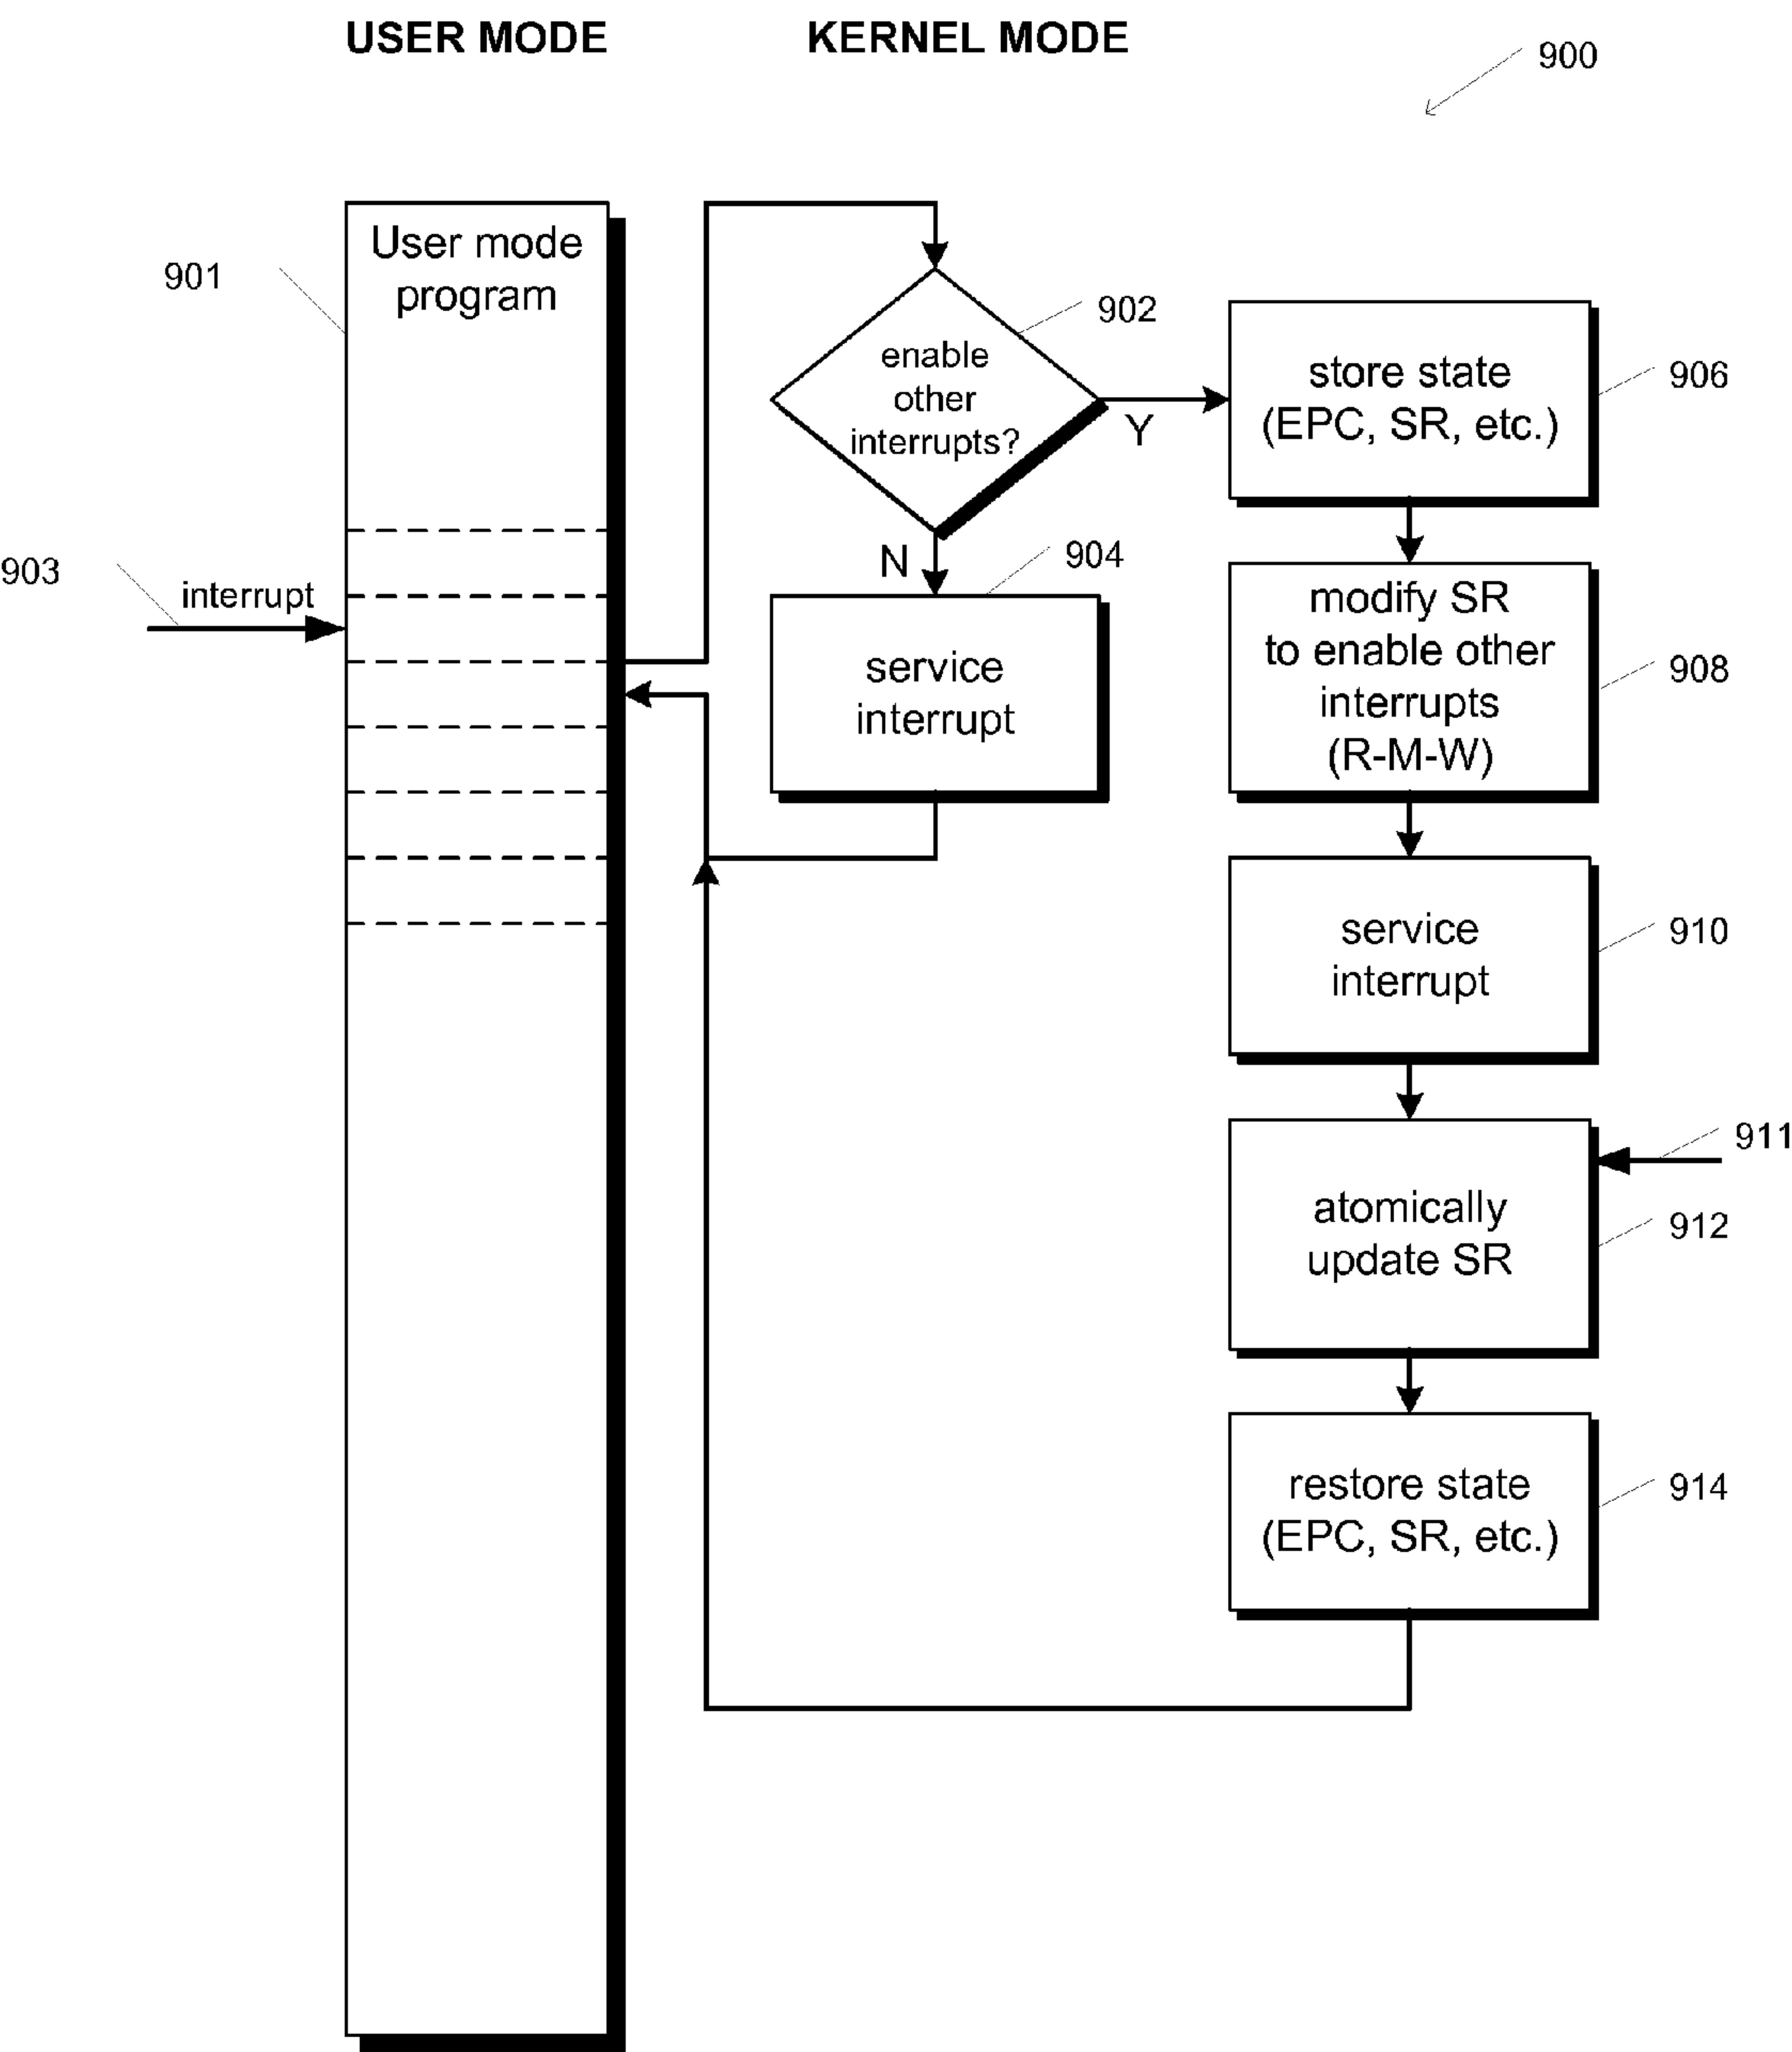 USER MODE
KERNEL MODE
900
User mode
program
901
902
enable
other
interrupts?
Y
N
store state
(EPC, SR, etc.)
906
903
interrupt
904
service
interrupt
modify SR
to enable other
interrupts
(R-M-W)
908
service
interrupt
910
911
atomically
update SR
912
restore state
(EPC, SR, etc.)
914